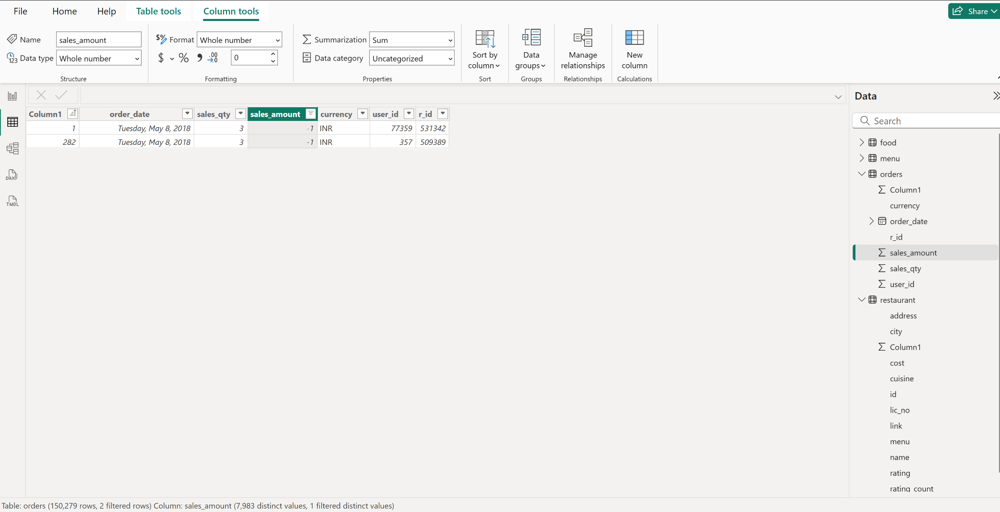 File Home Help Table tools Column tools Share
Name sales_amount $% Format Whole number Summarization Sum Sort by column Data groups Manage relationships New column
123 Data type Whole number $ % .00 0 0 Data category Uncategorized
Structure Formatting Properties Sort Groups Relationships Calculations
Column1 order_date sales_qty sales_amount currency user_id r_id
1 Tuesday, May 8, 2018 3 -1 INR 77359 531342
282 Tuesday, May 8, 2018 3 -1 INR 357 509389
DAX
TMDL
Data
Search
food
menu
orders
Column1
currency
order_date
r_id
sales_amount
sales_qty
user_id
restaurant
address
city
Column1
cost
cuisine
id
lic_no
link
menu
name
rating
rating_count
Table: orders (150,279 rows, 2 filtered rows) Column: sales_amount (7,983 distinct values, 1 filtered distinct values)